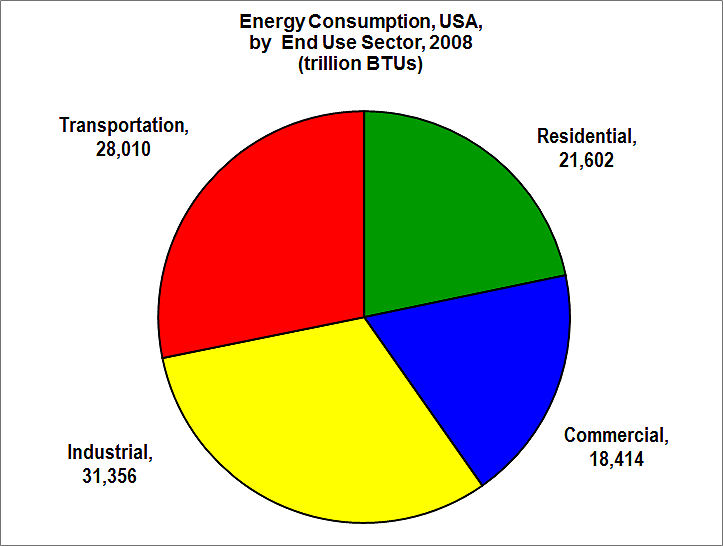 Energy Consumption, USA,
by End Use Sector, 2008
(trillion BTUs)
Transportation,
28,010
Residential,
21,602
Industrial,
31,356
Commercial,
18,414